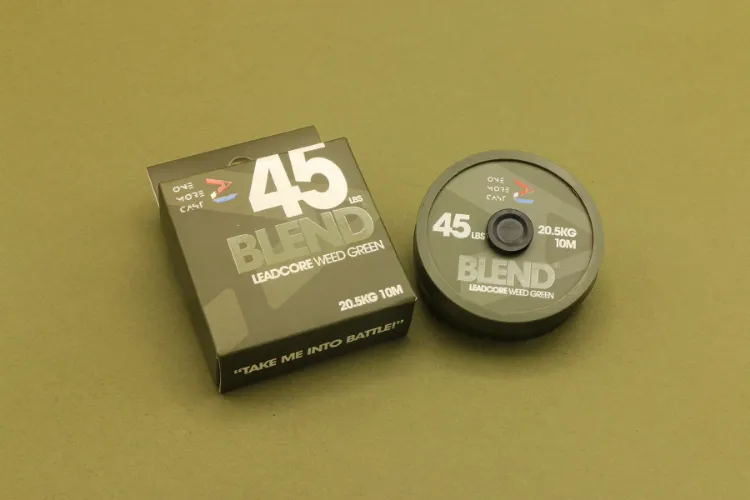 ONE
MORE
CAST
45 LBS
BLEND
LEADCORE WEED GREEN
20.5KG 10M
"TAKE ME INTO BATTLE!"
ONE
MORE
CAST
45 LBS
20.5KG
10M
BLEND
LEADCORE WEED GREEN